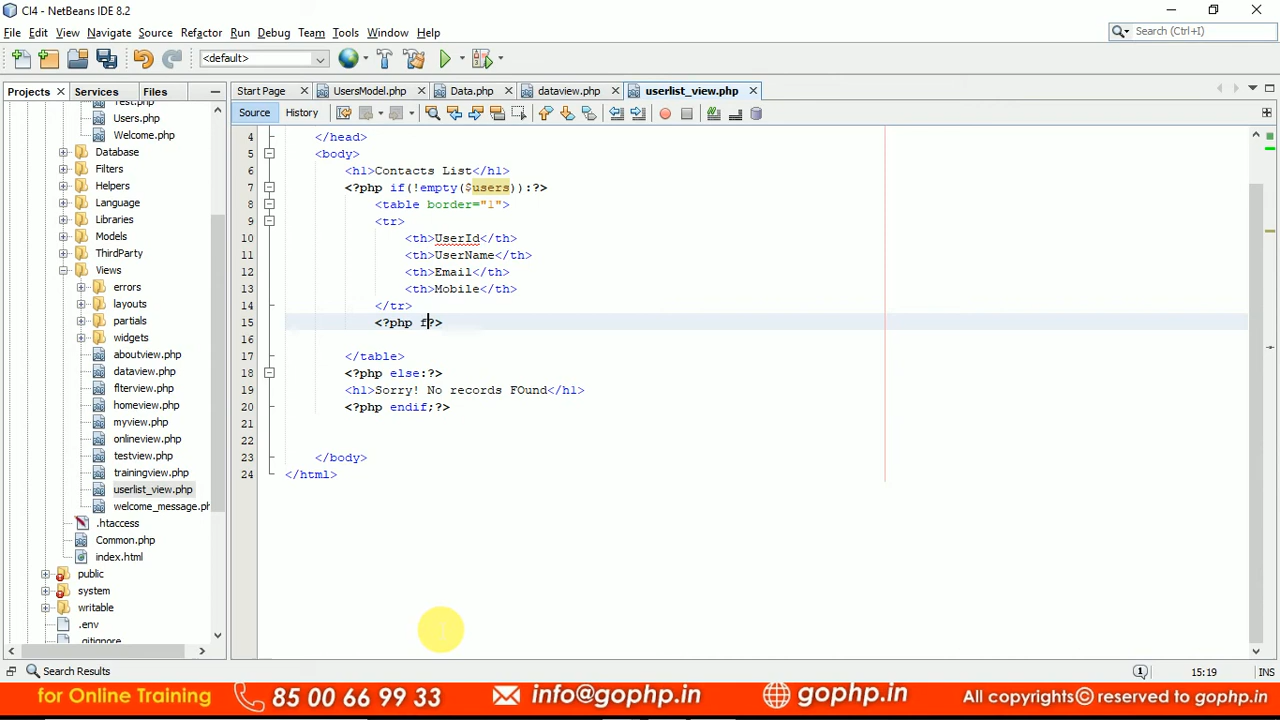 CI4 - NetBeans IDE 8.2
File Edit View Navigate Source Refactor Run Debug Team Tools Window Help
Search (Ctrl+I)
<default>
Projects Services Files
Start Page UsersModel.php Data.php dataview.php userlist_view.php
Source History
Test.php
Users.php
Welcome.php
Database
Filters
Helpers
Language
Libraries
Models
ThirdParty
Views
errors
layouts
partials
widgets
aboutview.php
dataview.php
flterview.php
homeview.php
myview.php
onlineview.php
testview.php
trainingview.php
userlist_view.php
welcome_message.ph
.htaccess
Common.php
index.html
public
system
writable
.env
.gitignore
4 </head>
5 <body>
6 <h1>Contacts List</h1>
7 <?php if(!empty($users)):?>
8 <table border="1">
9 <tr>
10 <th>UserId</th>
11 <th>UserName</th>
12 <th>Email</th>
13 <th>Mobile</th>
14 </tr>
15 <?php f?>
16
17 </table>
18 <?php else:?>
19 <h1>Sorry! No records FOund</h1>
20 <?php endif;?>
21
22
23 </body>
24 </html>
Search Results
1 15:19 INS
for Online Training 85 00 66 99 33 info@gophp.in gophp.in All copyrights© reserved to gophp.in